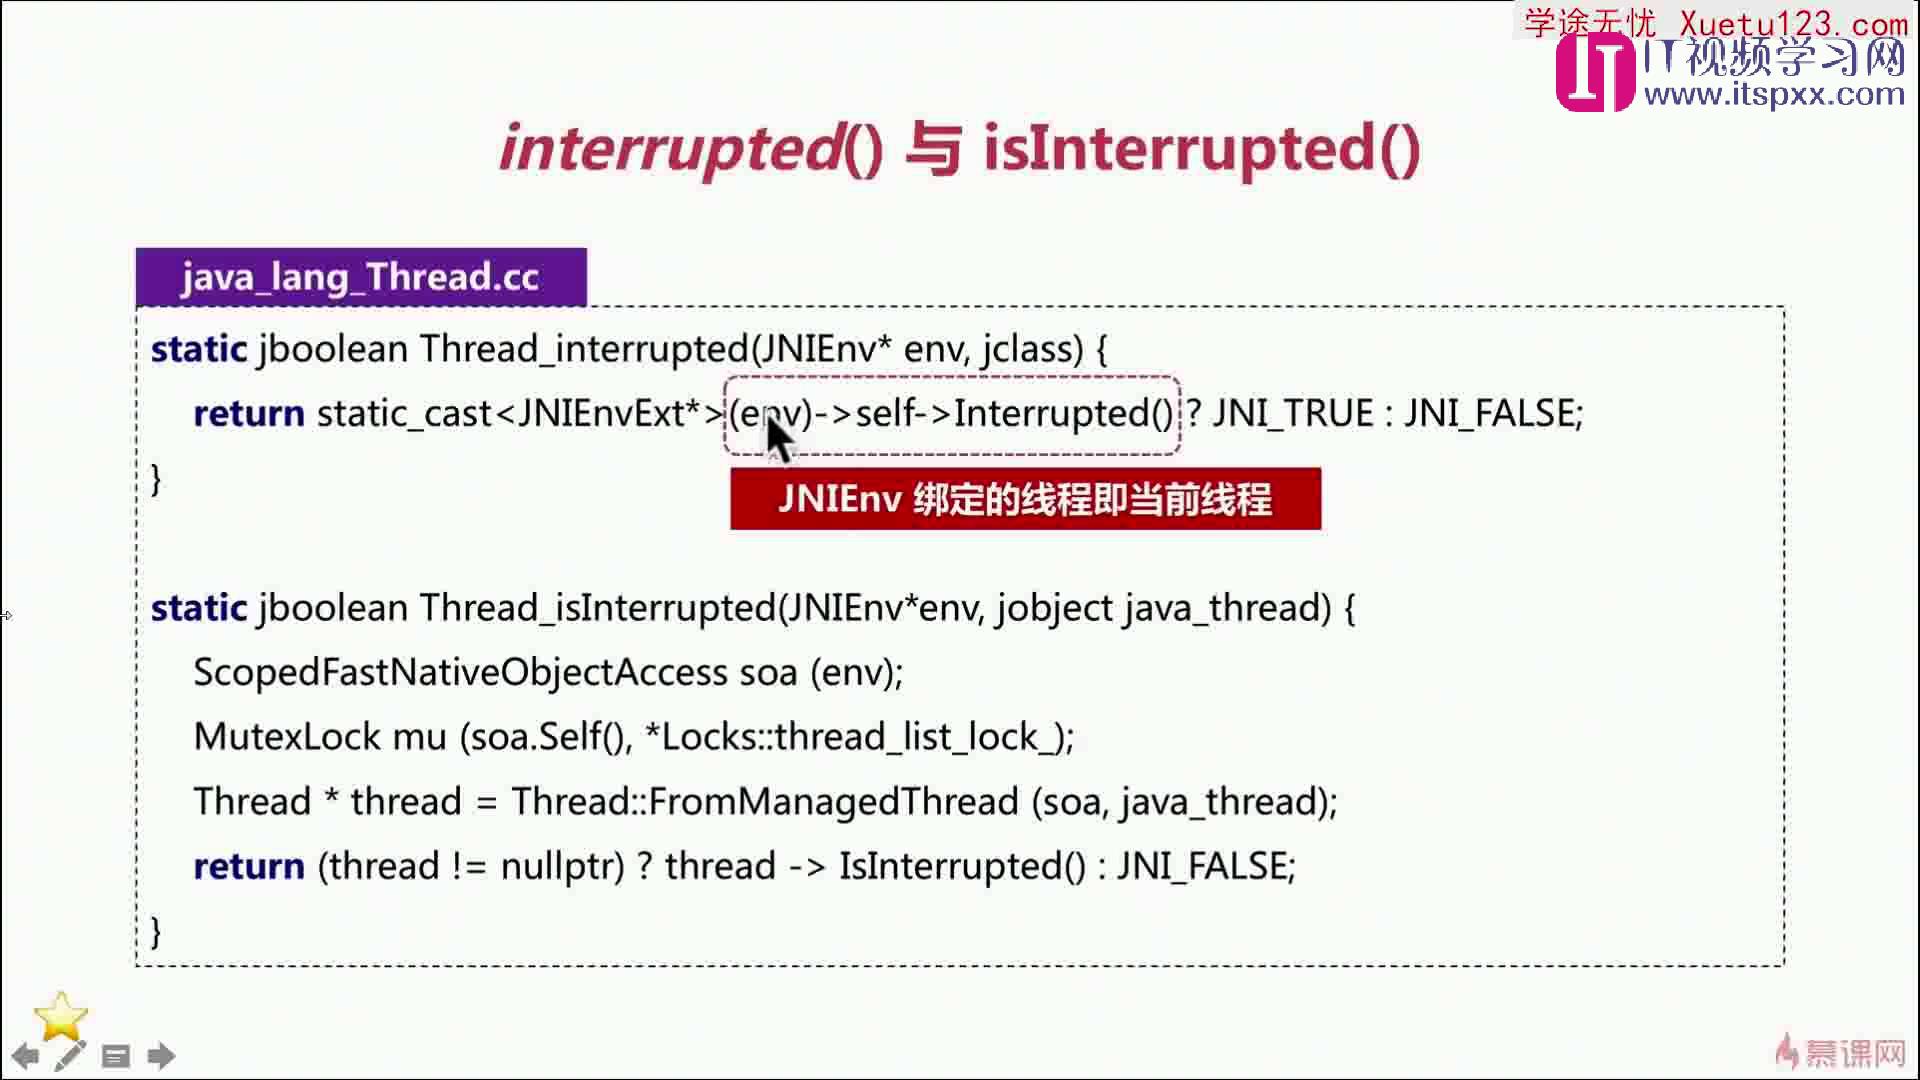 学途无忧 Xuetu123.com
IT视频学习网
www.itspxx.com
interrupted() 与 isInterrupted()
java_lang_Thread.cc
static jboolean Thread_interrupted(JNIEnv* env, jclass) {
return static_cast<JNIEnvExt*>(env)->self->Interrupted() ? JNI_TRUE : JNI_FALSE;
}
JNIEnv 绑定的线程即当前线程
static jboolean Thread_isInterrupted(JNIEnv*env, jobject java_thread) {
ScopedFastNativeObjectAccess soa (env);
MutexLock mu (soa.Self(), *Locks::thread_list_lock_);
Thread * thread = Thread::FromManagedThread (soa, java_thread);
return (thread != nullptr) ? thread -> IsInterrupted() : JNI_FALSE;
}
慕课网